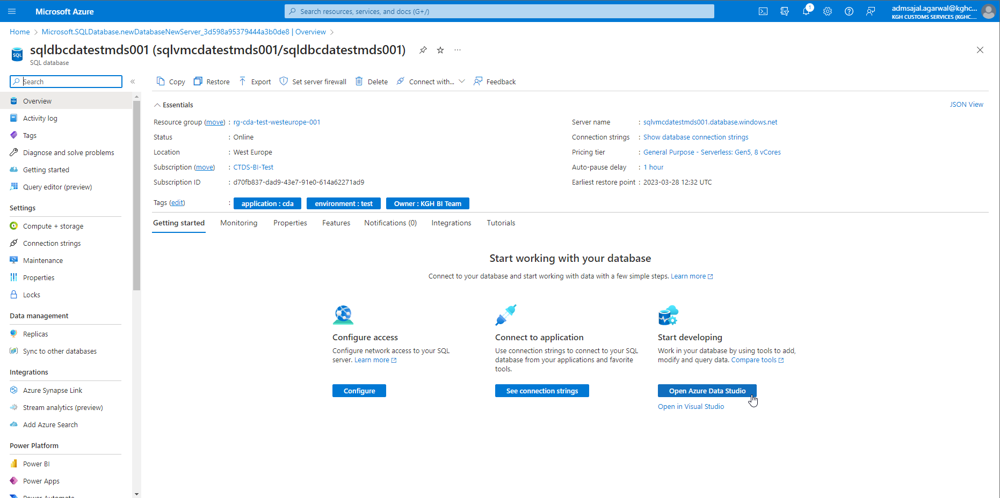 Microsoft Azure
Search resources, services, and docs (G+/)
1
admsajal.agarwal@kghc...
KGH CUSTOMS SERVICES (KGHC....
Home > Microsoft.SQLDatabase.newDatabaseNewServer_3d598a95379444a3b0de8 | Overview >
SQL
sqldbcdatestmds001 (sqlvmcdatestmds001/sqldbcdatestmds001)
SQL database
Search
Copy
Restore
Export
Set server firewall
Delete
Connect with...
Feedback
Overview
Activity log
Tags
Diagnose and solve problems
Getting started
Query editor (preview)
Settings
Compute + storage
Connection strings
Maintenance
Properties
Locks
Data management
Replicas
Sync to other databases
Integrations
Azure Synapse Link
Stream analytics (preview)
Add Azure Search
Power Platform
Power BI
Power Apps
Power Automate
Essentials
JSON View
Resource group (move) : rg-cda-test-westeurope-001
Status : Online
Location : West Europe
Subscription (move) : CTDS-BI-Test
Subscription ID : d70fb837-dad9-43e7-91e0-614a62271ad9
Server name : sqlvmcdatestmds001.database.windows.net
Connection strings : Show database connection strings
Pricing tier : General Purpose - Serverless: Gen5, 8 vCores
Auto-pause delay : 1 hour
Earliest restore point : 2023-03-28 12:32 UTC
Tags (edit) : application : cda environment : test Owner : KGH BI Team
Getting started
Monitoring
Properties
Features
Notifications (0)
Integrations
Tutorials
Start working with your database
Connect to your database and start working with data with a few simple steps. Learn more
Configure access
Configure network access to your SQL
server. Learn more
Configure
Connect to application
Use connection strings to connect to your SQL
database from your applications and favorite
tools.
See connection strings
Start developing
Work in your database by using tools to add,
modify and query data. Compare tools
Open Azure Data Studio
Open in Visual Studio